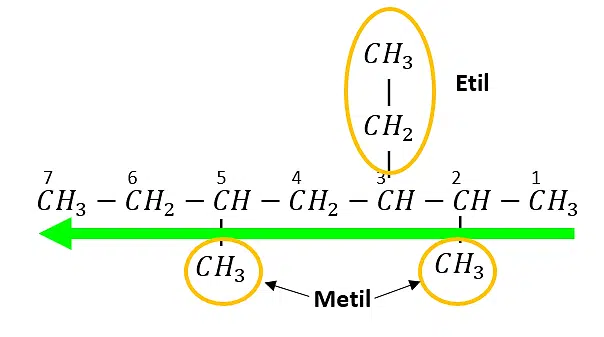 CH₃
|
Etil
CH₂
|
7 6 5 4 3 2 1
CH₃ – CH₂ – CH – CH₂ – CH – CH – CH₃
| |
CH₃ CH₃
Metil